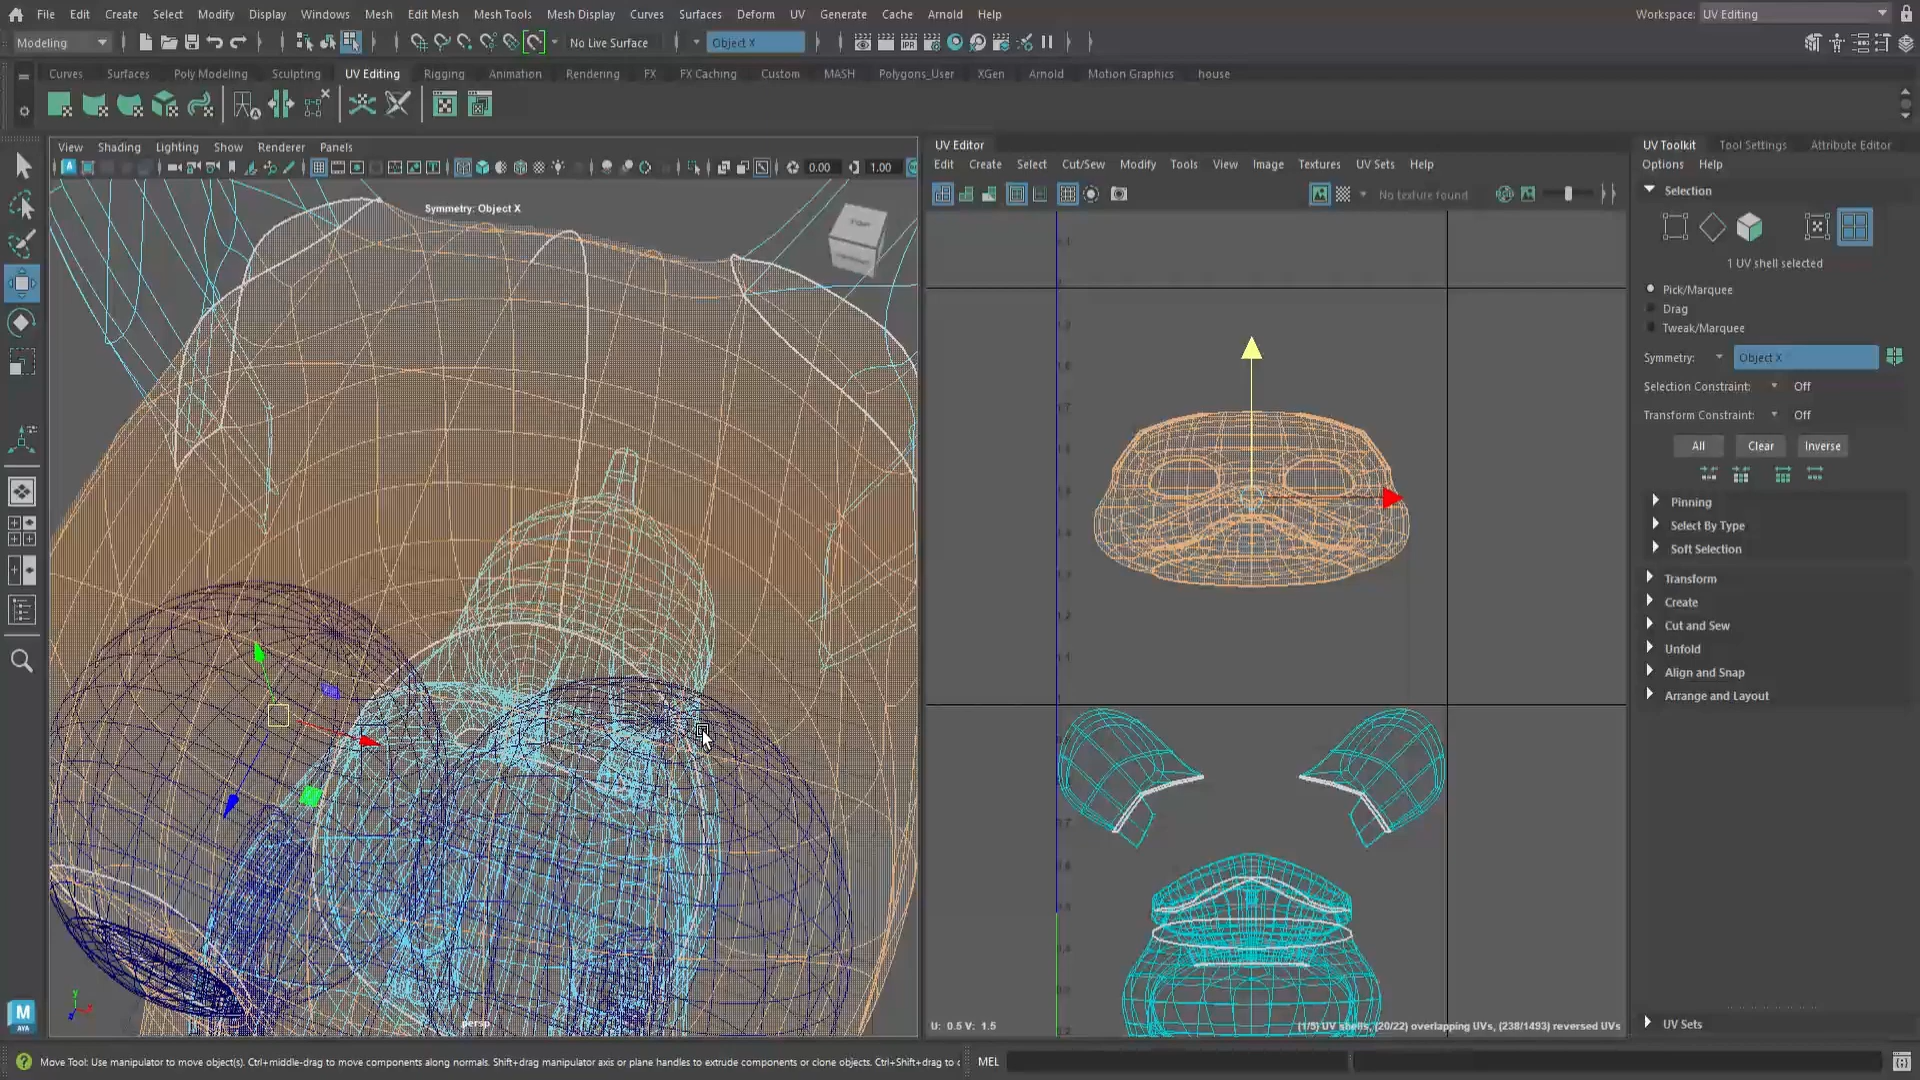 File Edit Create Select Modify Display Windows Mesh Edit Mesh Mesh Tools Mesh Display Curves Surfaces Deform UV Generate Cache Arnold Help Workspace: UV Editing
Modeling No Live Surface Object X
Curves Surfaces Poly Modeling Sculpting UV Editing Rigging Animation Rendering FX FX Caching Custom MASH Polygons_User XGen Arnold Motion Graphics house
View Shading Lighting Show Renderer Panels
0.00 1.00
Symmetry: Object X
persp
UV Editor
Edit Create Select Cut/Sew Modify Tools View Image Textures UV Sets Help
No texture found
U: 0.5 V: 1.5
(1/5) UV shells, (20/22) overlapping UVs, (238/1493) reversed UVs
UV Toolkit Tool Settings Attribute Editor
Options Help
Selection
1 UV shell selected
Pick/Marquee
Drag
Tweak/Marquee
Symmetry: Object X
Selection Constraint: Off
Transform Constraint: Off
All Clear Inverse
Pinning
Select By Type
Soft Selection
Transform
Create
Cut and Sew
Unfold
Align and Snap
Arrange and Layout
UV Sets
M
Move Tool: Use manipulator to move object(s). Ctrl+middle-drag to move components along normals. Shift+drag manipulator axis or plane handles to extrude components or clone objects. Ctrl+Shift+drag to
MEL